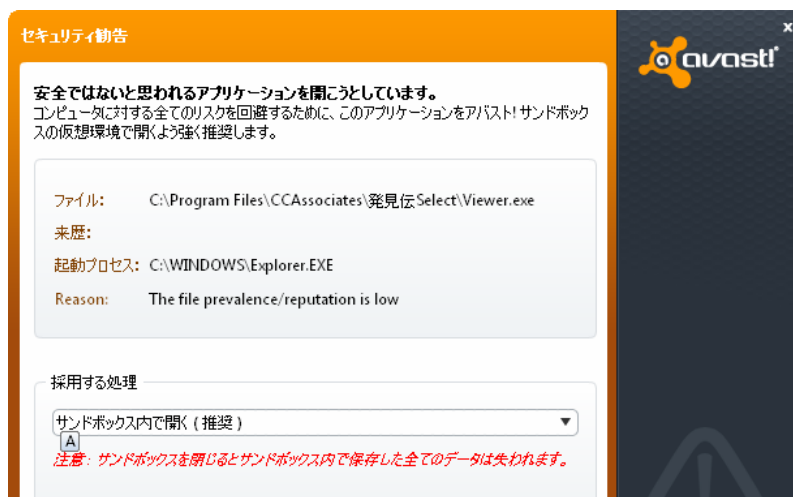 セキュリティ勧告
x
avast!
安全ではないと思われるアプリケーションを開こうとしています。
コンピュータに対する全てのリスクを回避するために、このアプリケーションをアバスト! サンドボック
スの仮想環境で開くよう強く推奨します。
ファイル: C:\Program Files\CCAssociates\発見伝Select\Viewer.exe
来歴:
起動プロセス: C:\WINDOWS\Explorer.EXE
Reason: The file prevalence/reputation is low
採用する処理
サンドボックス内で開く ( 推奨 )
A
注意 : サンドボックスを閉じるとサンドボックス内で保存した全てのデータは失われます。